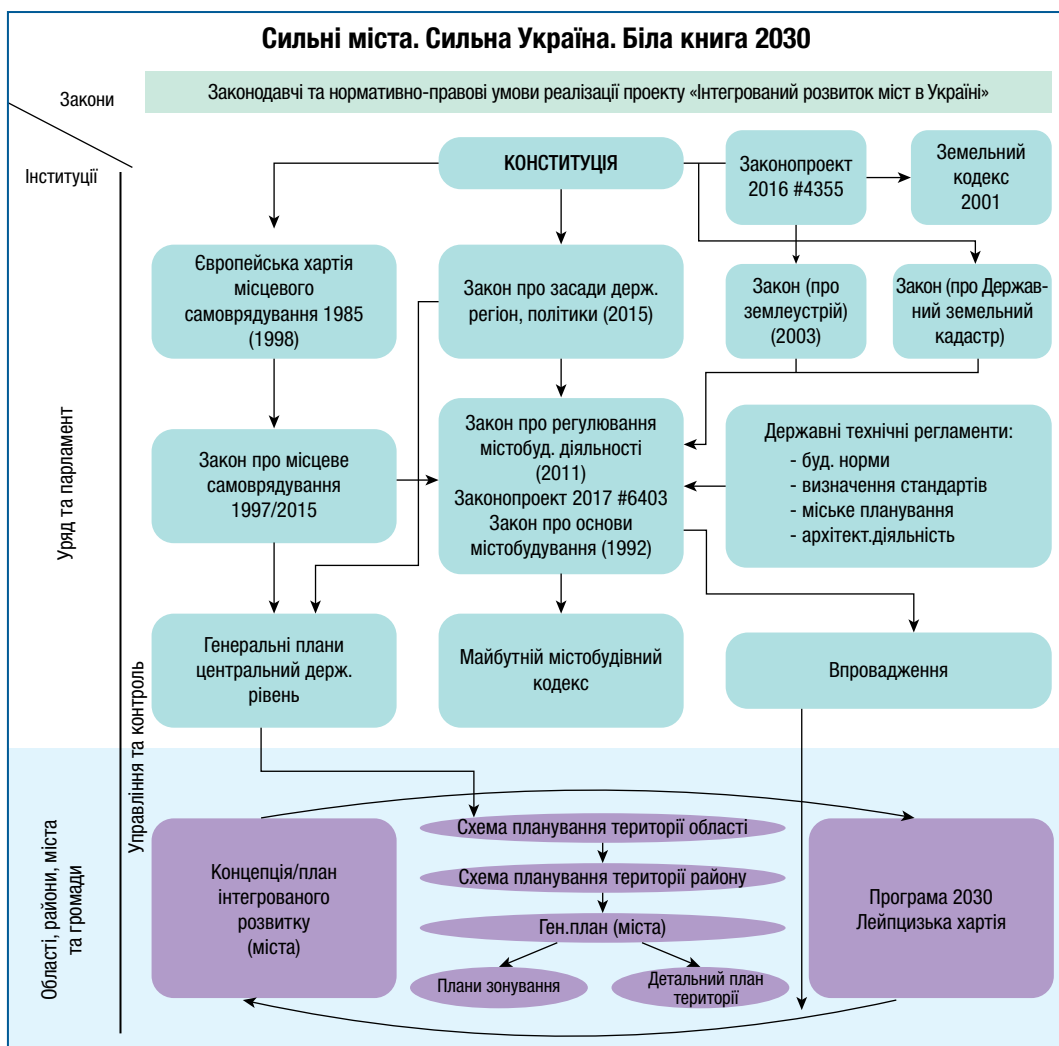 Сильні міста. Сильна Україна. Біла книга 2030
Закони
Законодавчі та нормативно-правові умови реалізації проекту «Інтегрований розвиток міст в Україні»
Інституції
КОНСТИТУЦІЯ
Законопроект
2016 #4355
Земельний
кодекс
2001
Європейська хартія
місцевого
самоврядування 1985
(1998)
Закон про засади держ.
регіон, політики (2015)
Закон (про
землеустрій)
(2003)
Закон (про Держав-
ний земельний
кадастр)
Уряд та парламент
Закон про місцеве
самоврядування
1997/2015
Закон про регулювання
містобуд. діяльності
(2011)
Законопроект 2017 #6403
Закон про основи
містобудування (1992)
Державні технічні регламенти:
- буд. норми
- визначення стандартів
- міське планування
- архітект.діяльність
Генеральні плани
центральний держ.
рівень
Майбутній містобудівний
кодекс
Впровадження
Управління та контроль
Області, райони, міста
та громади
Концепція/план
інтегрованого
розвитку
(міста)
Схема планування території області
Схема планування території району
Ген.план (міста)
Плани зонування
Детальний план
території
Програма 2030
Лейпцизька хартія